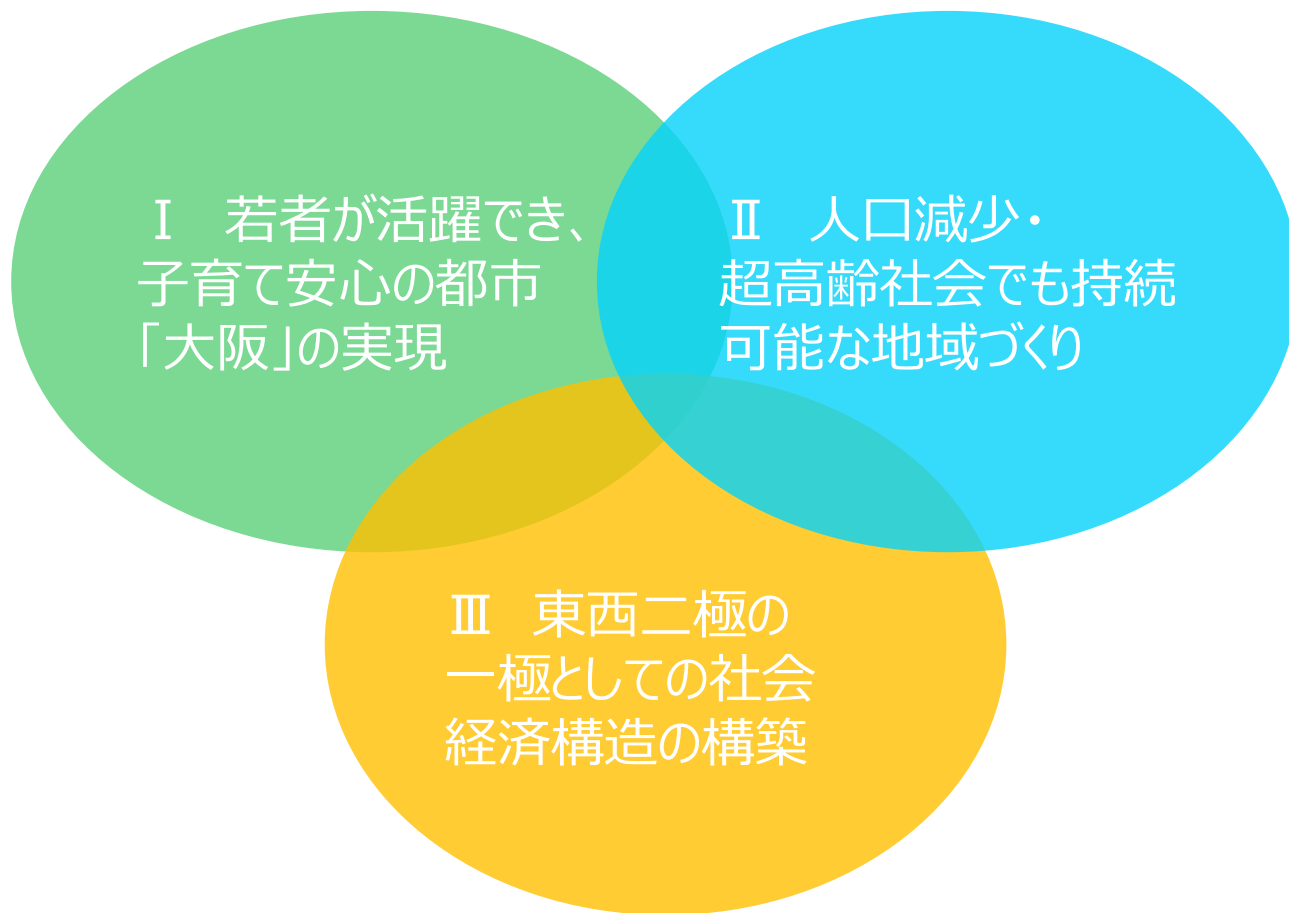 Ⅰ　若者が活躍でき、
子育て安心の都市
「大阪」の実現
Ⅱ　人口減少・
超高齢社会でも持続
可能な地域づくり
Ⅲ　東西二極の
一極としての社会
経済構造の構築